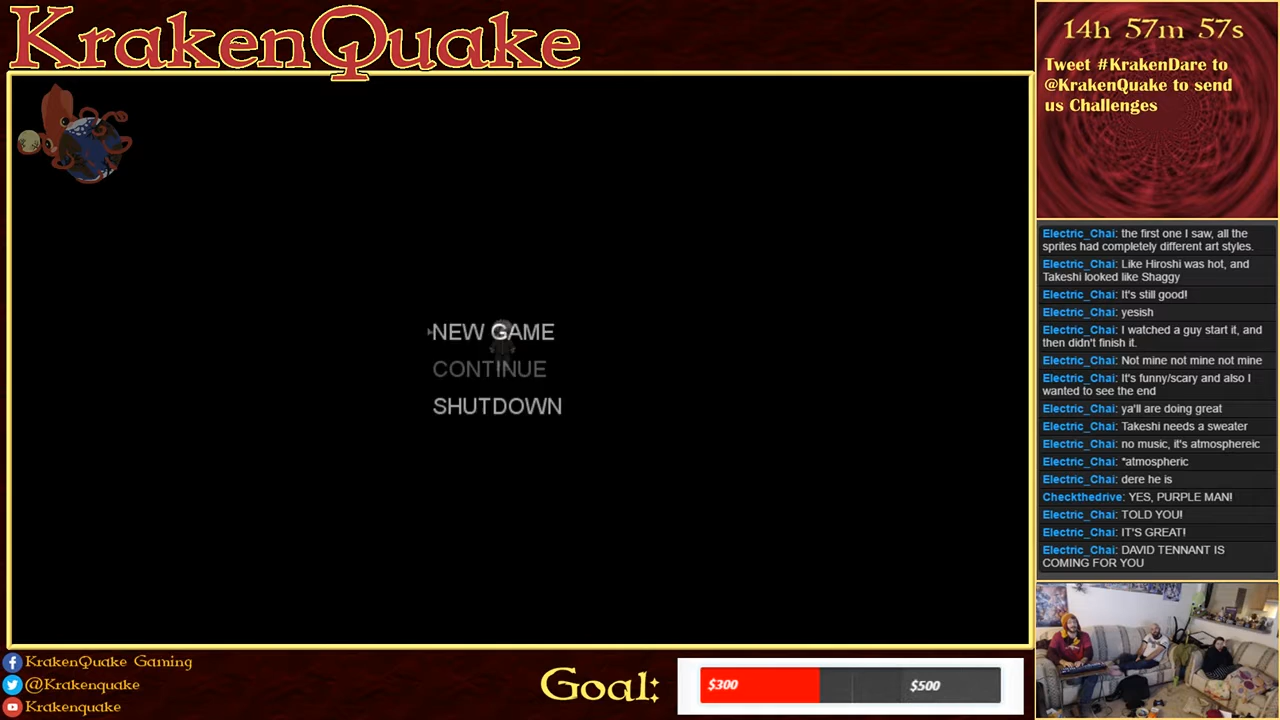 KrakenQuake
14h 57m 57s
Tweet #KrakenDare to
@KrakenQuake to send
us Challenges
NEW GAME
CONTINUE
SHUTDOWN
Electric_Chai: the first one I saw, all the
sprites had completely different art styles.
Electric_Chai: Like Hiroshi was hot, and
Takeshi looked like Shaggy
Electric_Chai: It's still good!
Electric_Chai: yesish
Electric_Chai: I watched a guy start it, and
then didn't finish it.
Electric_Chai: Not mine not mine not mine
Electric_Chai: It's funny/scary and also I
wanted to see the end
Electric_Chai: ya'll are doing great
Electric_Chai: Takeshi needs a sweater
Electric_Chai: no music, it's atmosphereic
Electric_Chai: *atmospheric
Electric_Chai: dere he is
Checkthedrive: YES, PURPLE MAN!
Electric_Chai: TOLD YOU!
Electric_Chai: IT'S GREAT!
Electric_Chai: DAVID TENNANT IS
COMING FOR YOU
KrakenQuake Gaming
@Krakenquake
Krakenquake
Goal:
$300
$500